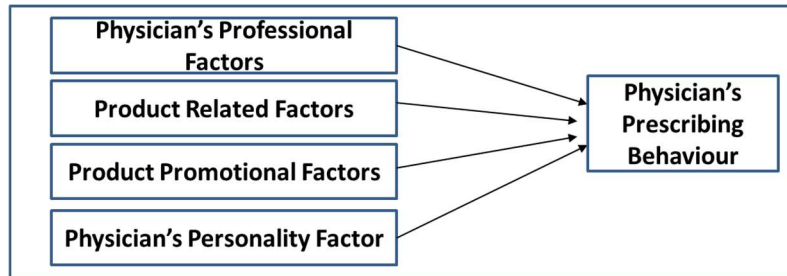 Physician's Professional
Factors
Product Related Factors
Product Promotional Factors
Physician's Personality Factor
Physician's
Prescribing
Behaviour